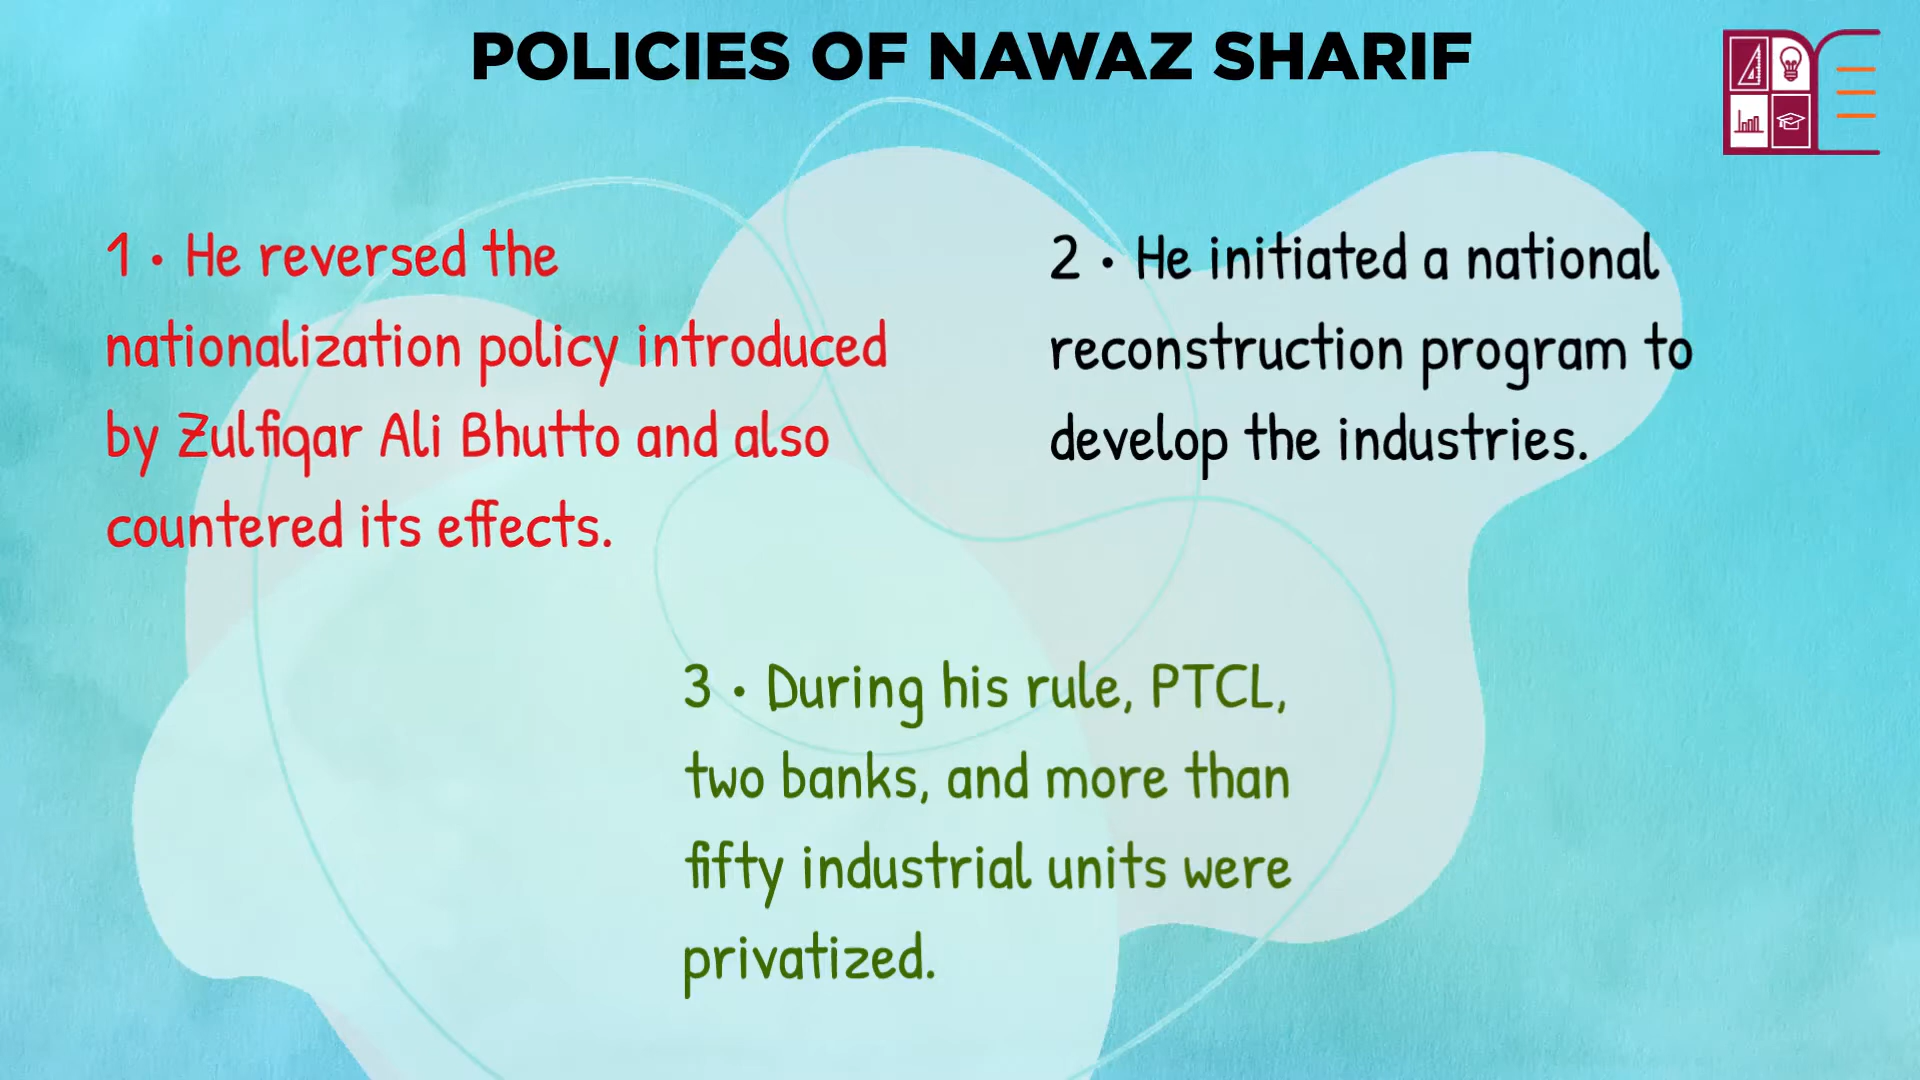 POLICIES OF NAWAZ SHARIF
1 • He reversed the
nationalization policy introduced
by Zulfiqar Ali Bhutto and also
countered its effects.
2 • He initiated a national
reconstruction program to
develop the industries.
3 • During his rule, PTCL,
two banks, and more than
fifty industrial units were
privatized.